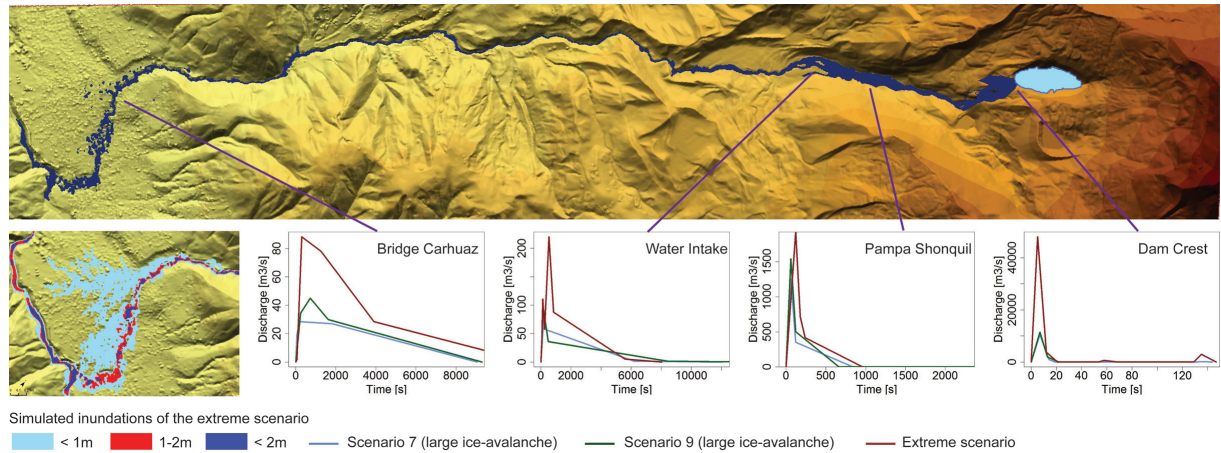 Bridge Carhuaz
Discharge [m3/s]
0 20 40 60 80
0 2000 4000 6000 8000
Time [s]
Water Intake
Discharge [m3/s]
0 50 100 200
0 2000 6000 10000
Time [s]
Pampa Shonquil
Discharge [m3/s]
0 500 1000 1500
0 500 1000 1500 2000
Time [s]
Dam Crest
Discharge [m3/s]
0 20000 40000
0 20 40 60 80 120
Time [s]
Simulated inundations of the extreme scenario
< 1m 1-2m < 2m Scenario 7 (large ice-avalanche) Scenario 9 (large ice-avalanche) Extreme scenario